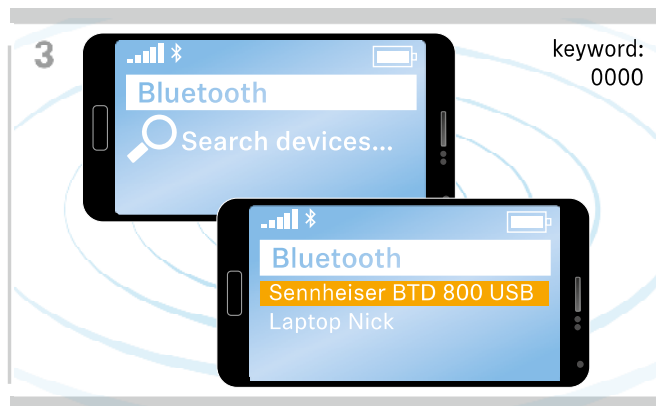 3
keyword:
0000
Bluetooth
Search devices...
Bluetooth
Sennheiser BTD 800 USB
Laptop Nick